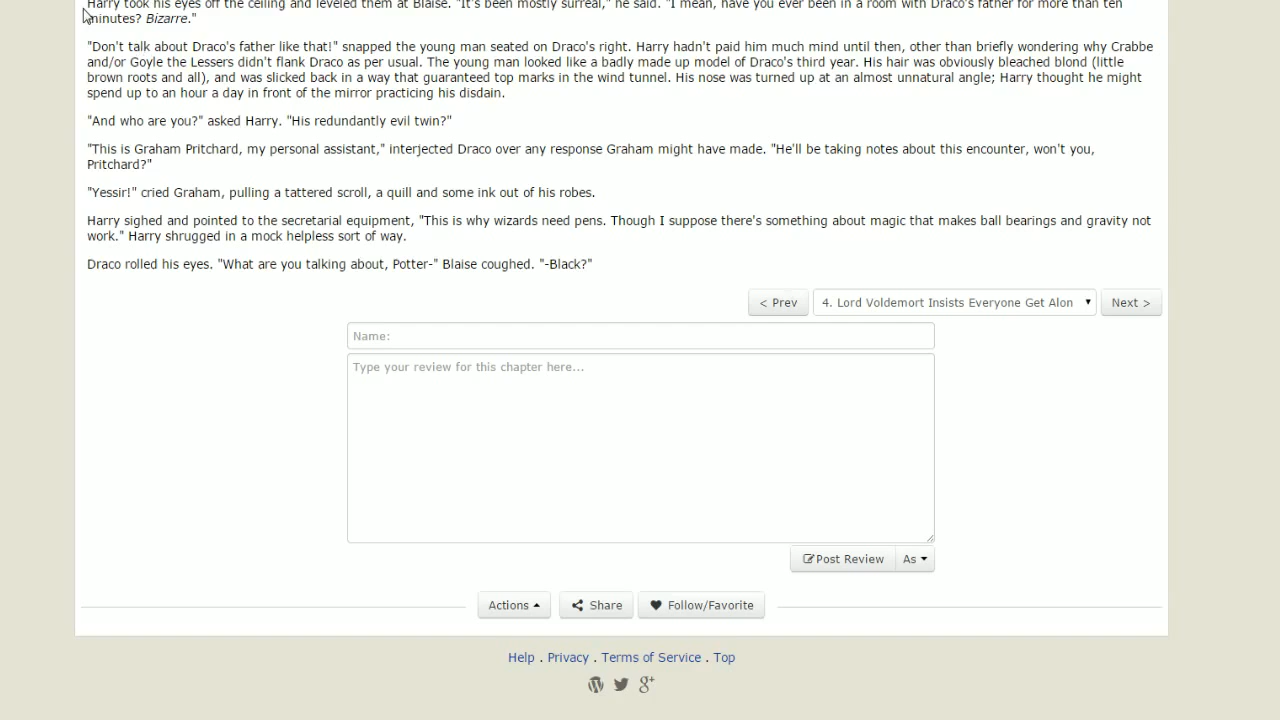 Harry took his eyes off the ceiling and leveled them at Blaise. "It's been mostly surreal," he said. "I mean, have you ever been in a room with Draco's father for more than ten
minutes? Bizarre."
"Don't talk about Draco's father like that!" snapped the young man seated on Draco's right. Harry hadn't paid him much mind until then, other than briefly wondering why Crabbe
and/or Goyle the Lessers didn't flank Draco as per usual. The young man looked like a badly made up model of Draco's third year. His hair was obviously bleached blond (little
brown roots and all), and was slicked back in a way that guaranteed top marks in the wind tunnel. His nose was turned up at an almost unnatural angle; Harry thought he might
spend up to an hour a day in front of the mirror practicing his disdain.
"And who are you?" asked Harry. "His redundantly evil twin?"
"This is Graham Pritchard, my personal assistant," interjected Draco over any response Graham might have made. "He'll be taking notes about this encounter, won't you,
Pritchard?"
"Yessir!" cried Graham, pulling a tattered scroll, a quill and some ink out of his robes.
Harry sighed and pointed to the secretarial equipment, "This is why wizards need pens. Though I suppose there's something about magic that makes ball bearings and gravity not
work." Harry shrugged in a mock helpless sort of way.
Draco rolled his eyes. "What are you talking about, Potter-" Blaise coughed. "-Black?"
< Prev 4. Lord Voldemort Insists Everyone Get Alon Next >
Name:
Type your review for this chapter here...
Post Review As
Actions Share Follow/Favorite
Help . Privacy . Terms of Service . Top